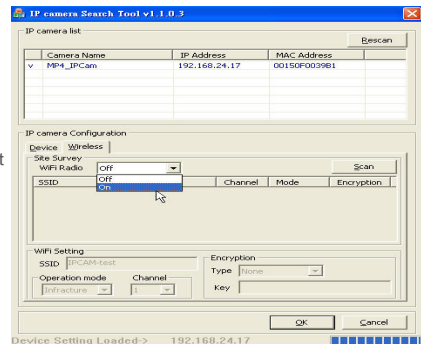 IP camera Search Tool v1.1.0.3
IP camera list
Rescan
Camera Name IP Address MAC Address
v MP4_IPCam 192.168.24.17 00150F0039B1
IP camera Configuration
Device Wireless
t
Site Survey
WiFi Radio Off Scan
Off
On
SSID Channel Mode Encryption
WiFi Setting
SSID IPCAM-test
Encryption
Type None
Operation mode Channel
Infracture 1
Key
OK Cancel
Device Setting Loaded-> 192.168.24.17